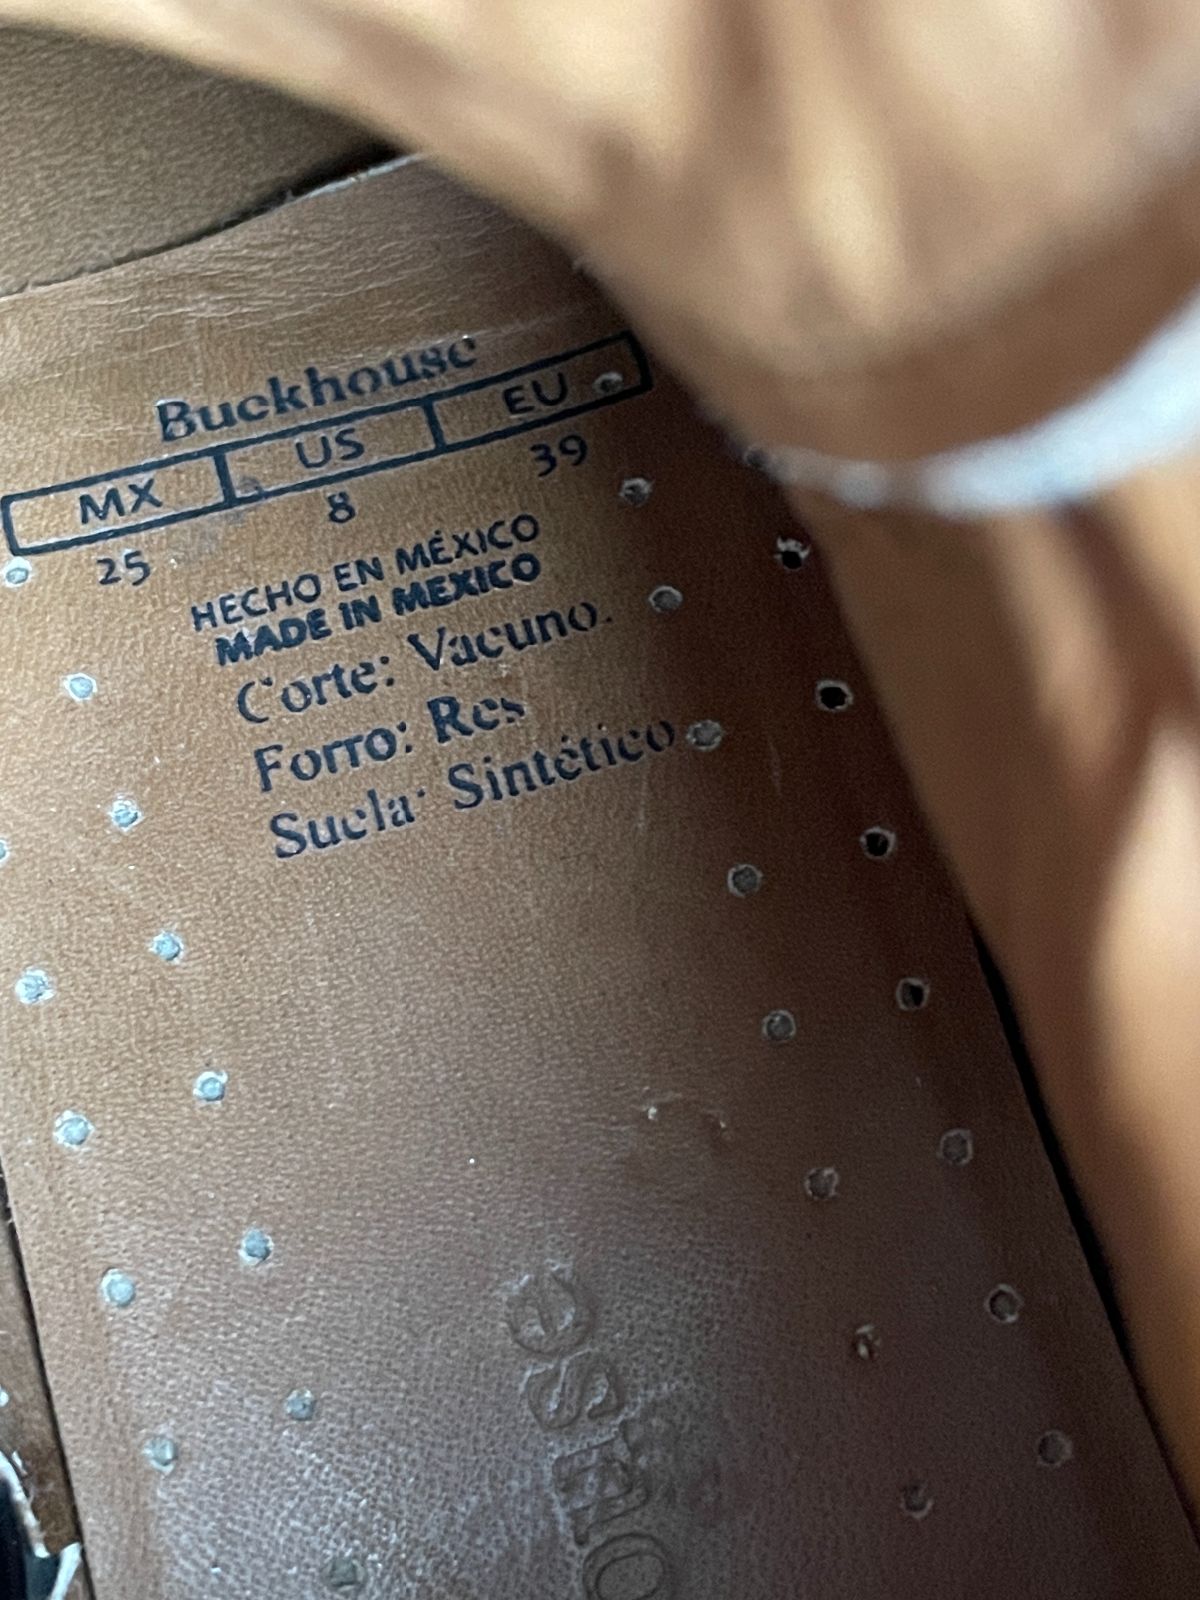 Buckhouse
MX US EU
25 8 39
HECHO EN MÉXICO
MADE IN MEXICO
Corte: Vacuno.
Forro: Res
Suela: Sintético